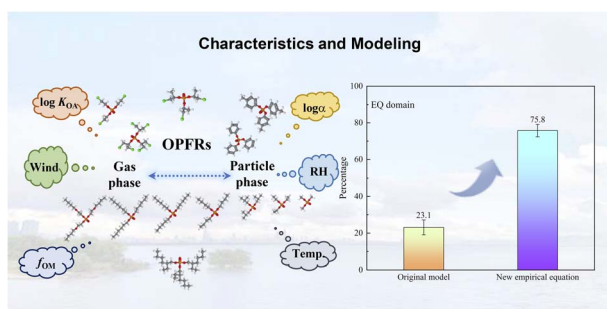 Characteristics and Modeling
log KOA
OPFRs
logα
Wind
Gas
phase
Particle
phase
RH
fOM
Temp.
Percentage
100
80
60
40
20
0
EQ domain
23.1
75.8
Original model
New empirical equation